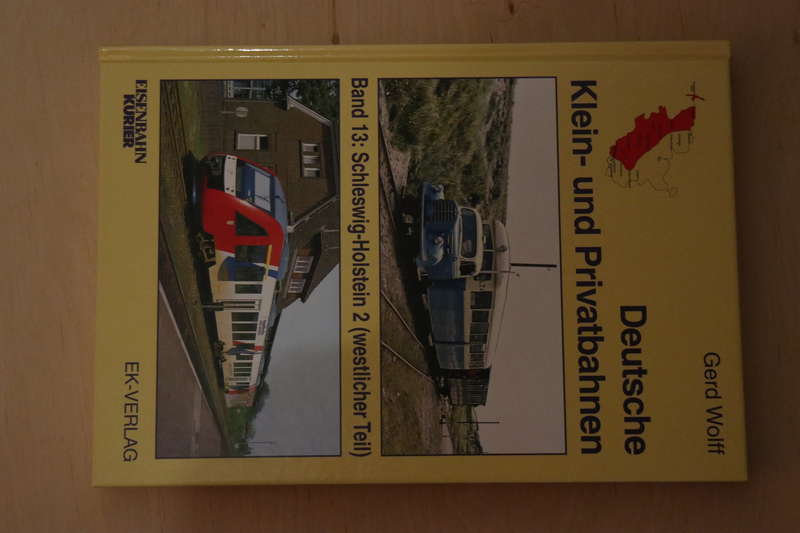 Gerd Wolff
Deutsche
Klein- und Privatbahnen
Band 13: Schleswig-Holstein 2 (westlicher Teil)
EISENBAHN
KURIER
EK-VERLAG